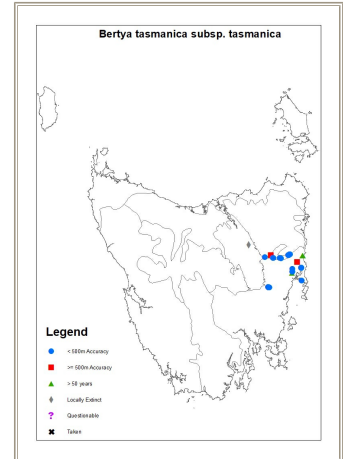 Bertya tasmanica subsp. tasmanica
Legend
< 500m Accuracy
>= 500m Accuracy
> 50 years
Locally Extinct
? Questionable
Taken